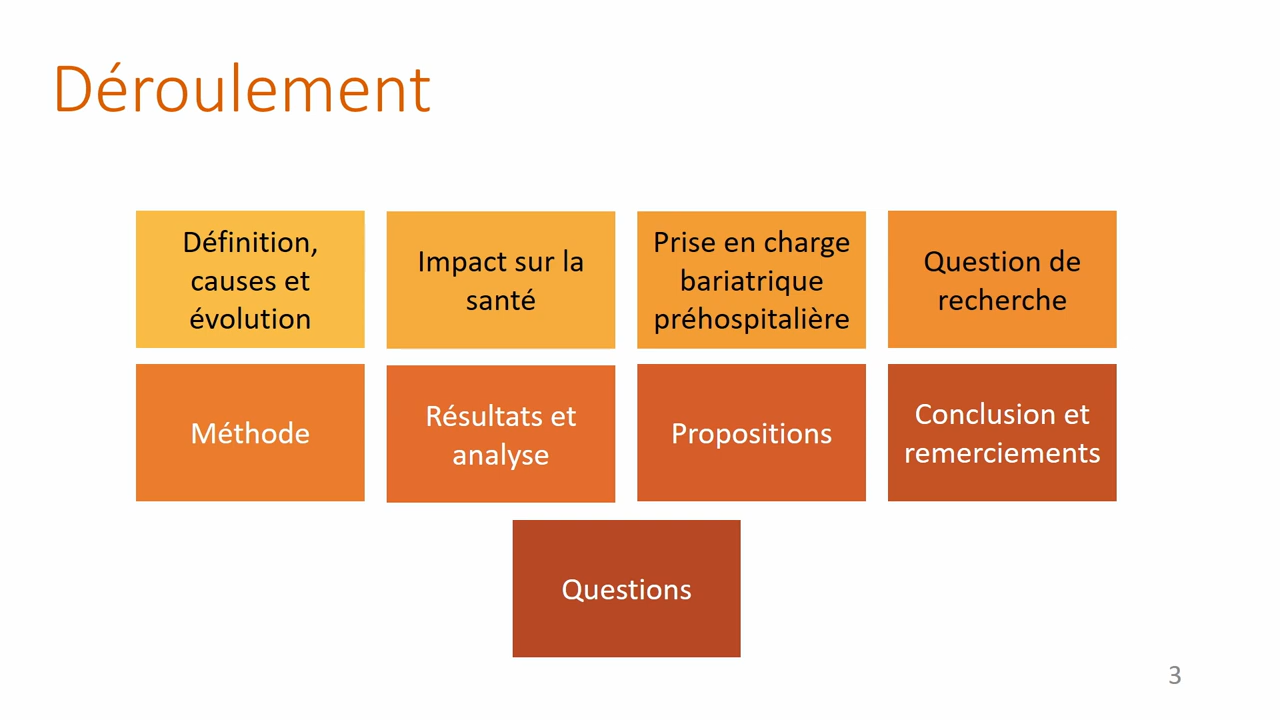 Déroulement
Définition,
causes et
évolution
Impact sur la
santé
Prise en charge
bariatrique
préhospitalière
Question de
recherche
Méthode
Résultats et
analyse
Propositions
Conclusion et
remerciements
Questions
3